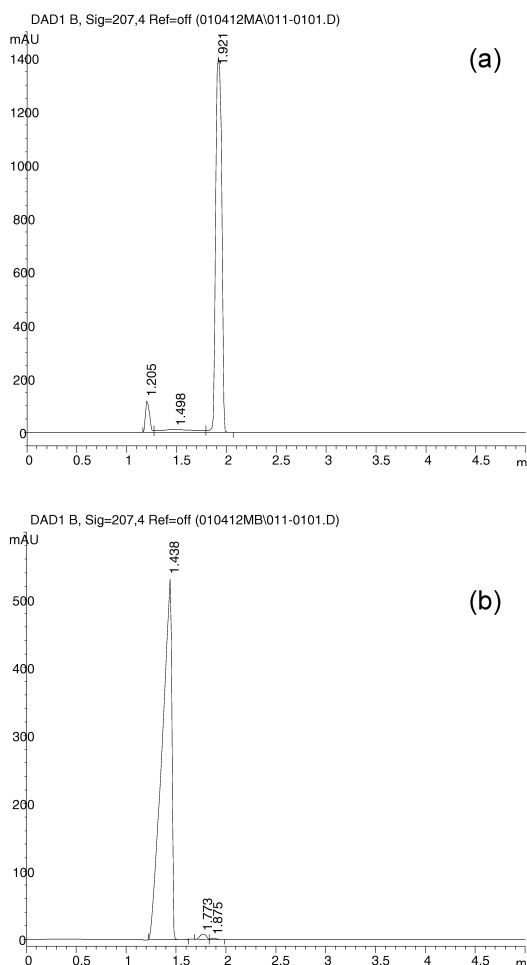 DAD1 B, Sig=207,4 Ref=off (010412MA\011-0101.D)
mAU
(a)
1.921
1400
1200
1000
800
600
400
200
0
1.205
1.498
0 0.5 1 1.5 2 2.5 3 3.5 4 4.5 m
DAD1 B, Sig=207,4 Ref=off (010412MB\011-0101.D)
mAU
(b)
1.438
500
400
300
200
100
0
1.773
1.875
0 0.5 1 1.5 2 2.5 3 3.5 4 4.5 m